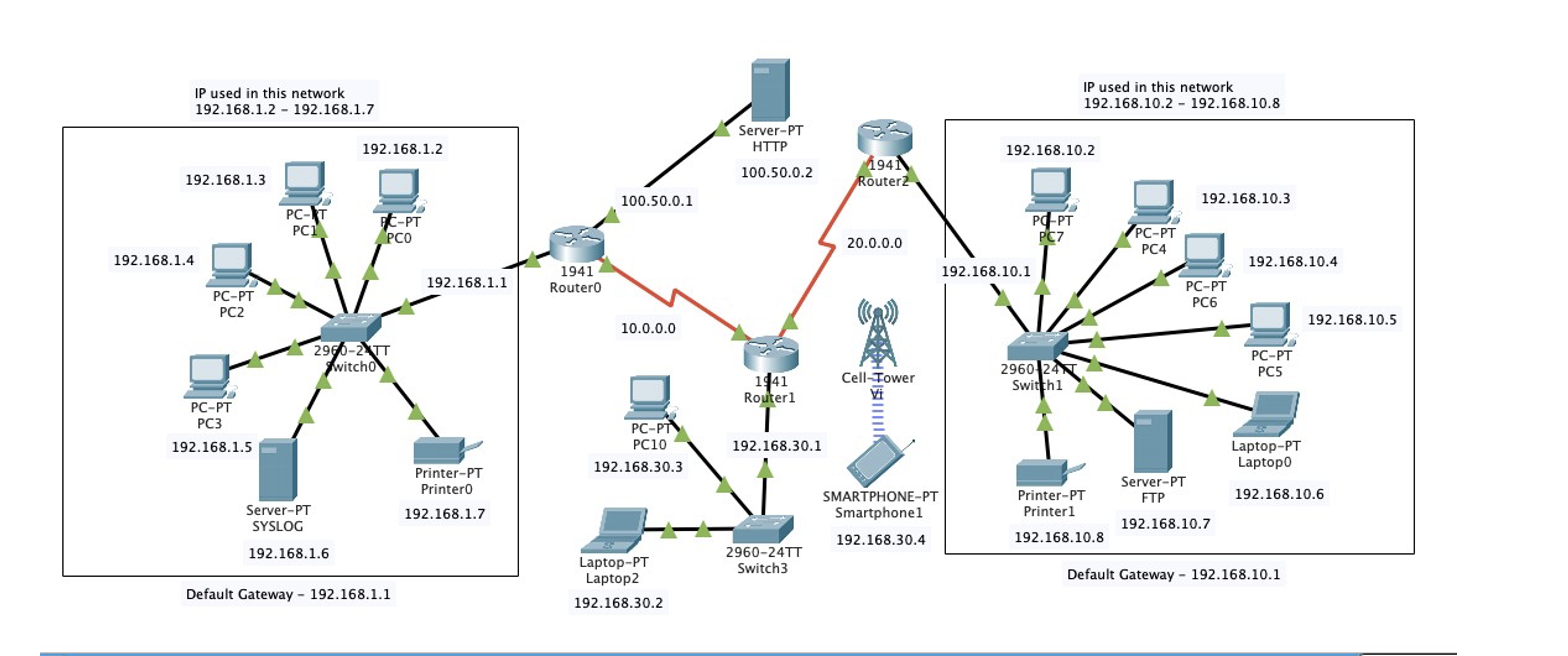 IP used in this network
192.168.1.2 - 192.168.1.7
192.168.1.2
192.168.1.3
PC-PT
PC1
PC-PT
PC0
192.168.1.4
PC-PT
PC2
192.168.1.1
2960-24TT
Switch0
PC-PT
PC3
192.168.1.5
Server-PT
SYSLOG
192.168.1.6
Printer-PT
Printer0
192.168.1.7
Default Gateway - 192.168.1.1
Server-PT
HTTP
100.50.0.2
100.50.0.1
1941
Router0
10.0.0.0
1941
Router2
20.0.0.0
1941
Router1
Cell-Tower
Vi
PC-PT
PC10
192.168.30.3
192.168.30.1
SMARTPHONE-PT
Smartphone1
192.168.30.4
2960-24TT
Switch3
Laptop-PT
Laptop2
192.168.30.2
IP used in this network
192.168.10.2 - 192.168.10.8
192.168.10.2
PC-PT
PC7
192.168.10.3
PC-PT
PC4
192.168.10.4
PC-PT
PC6
192.168.10.1
192.168.10.5
PC-PT
PC5
2960-24TT
Switch1
Laptop-PT
Laptop0
192.168.10.6
Server-PT
FTP
192.168.10.7
Printer-PT
Printer1
192.168.10.8
Default Gateway - 192.168.10.1